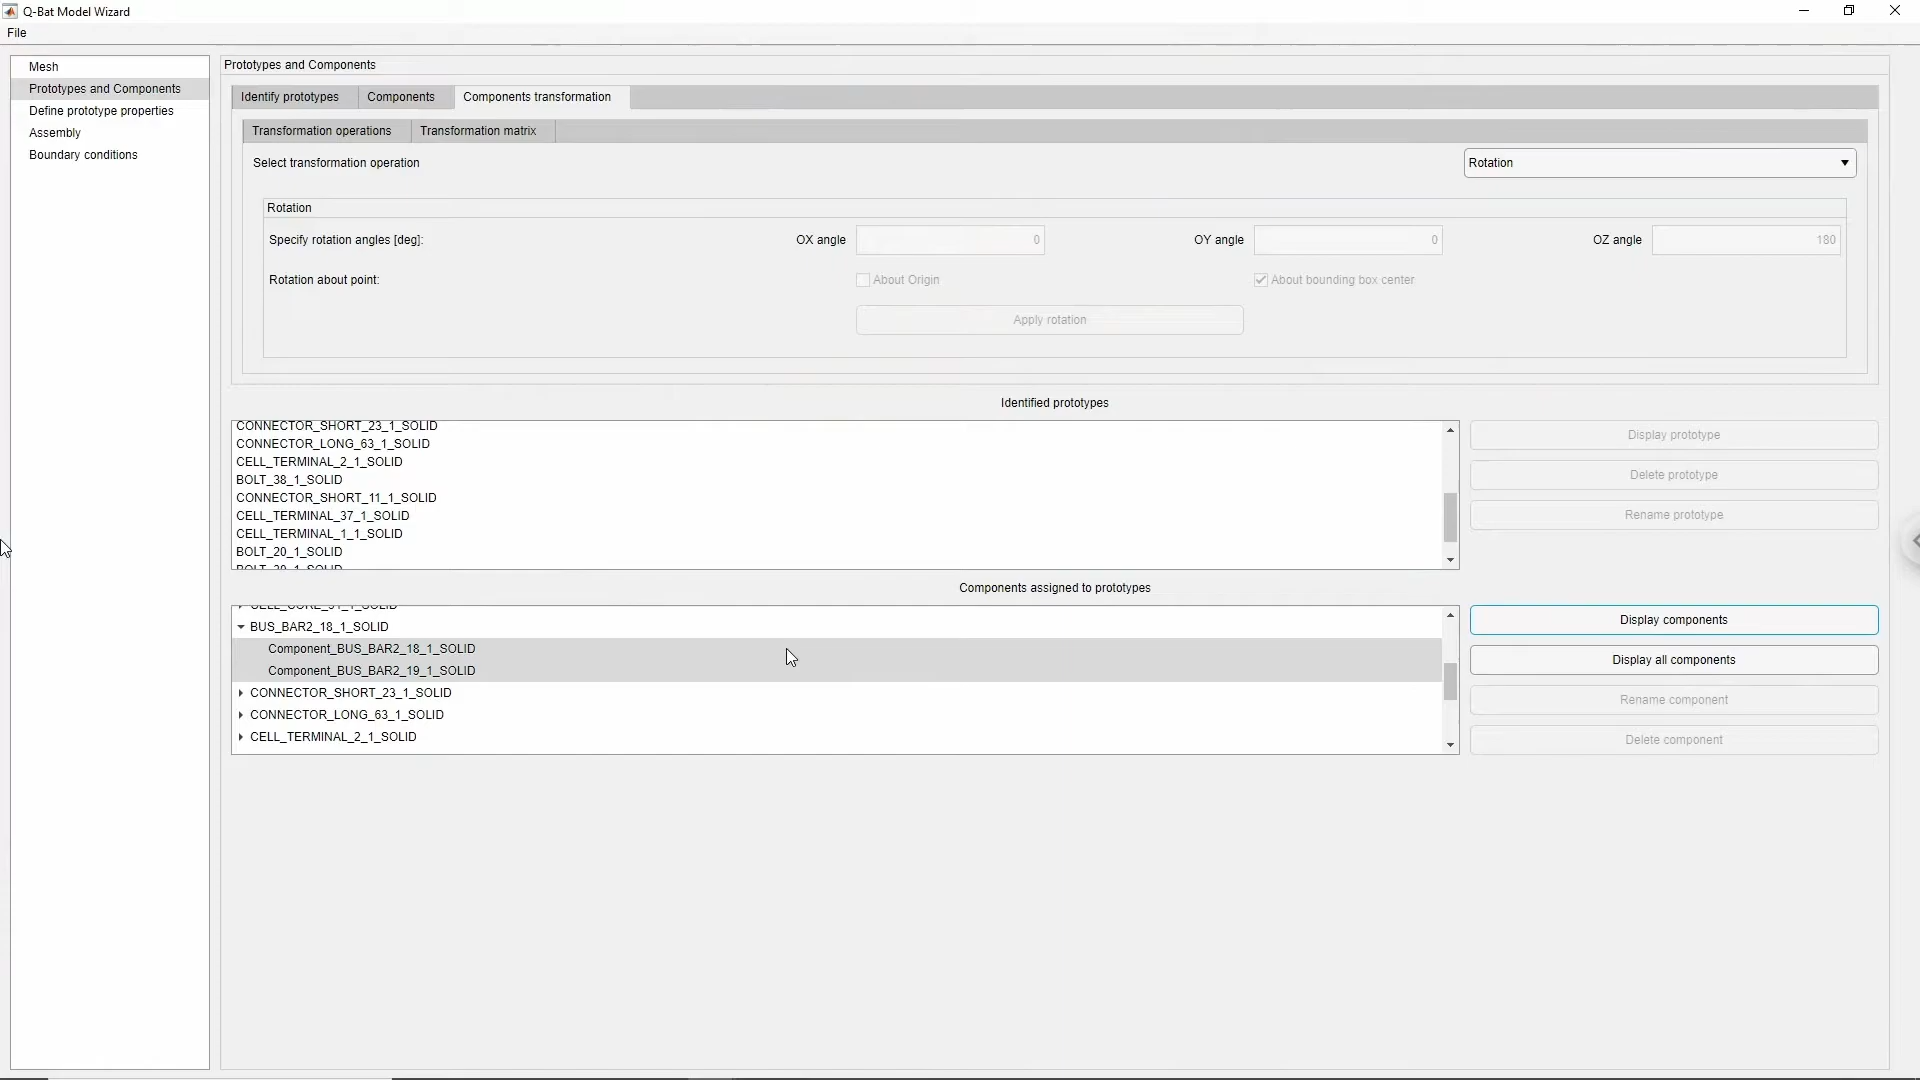 Q-Bat Model Wizard
File
Mesh
Prototypes and Components
Define prototype properties
Assembly
Boundary conditions
Prototypes and Components
Identify prototypes Components Components transformation
Transformation operations Transformation matrix
Select transformation operation Rotation
Rotation
Specify rotation angles [deg]: OX angle 0 OY angle 0 OZ angle 180
Rotation about point: About Origin About bounding box center
Apply rotation
Identified prototypes
CONNECTOR_SHORT_23_1_SOLID
CONNECTOR_LONG_63_1_SOLID
CELL_TERMINAL_2_1_SOLID
BOLT_38_1_SOLID
CONNECTOR_SHORT_11_1_SOLID
CELL_TERMINAL_37_1_SOLID
CELL_TERMINAL_1_1_SOLID
BOLT_20_1_SOLID
Display prototype
Delete prototype
Rename prototype
Components assigned to prototypes
BUS_BAR2_18_1_SOLID
Component_BUS_BAR2_18_1_SOLID
Component_BUS_BAR2_19_1_SOLID
CONNECTOR_SHORT_23_1_SOLID
CONNECTOR_LONG_63_1_SOLID
CELL_TERMINAL_2_1_SOLID
Display components
Display all components
Rename component
Delete component